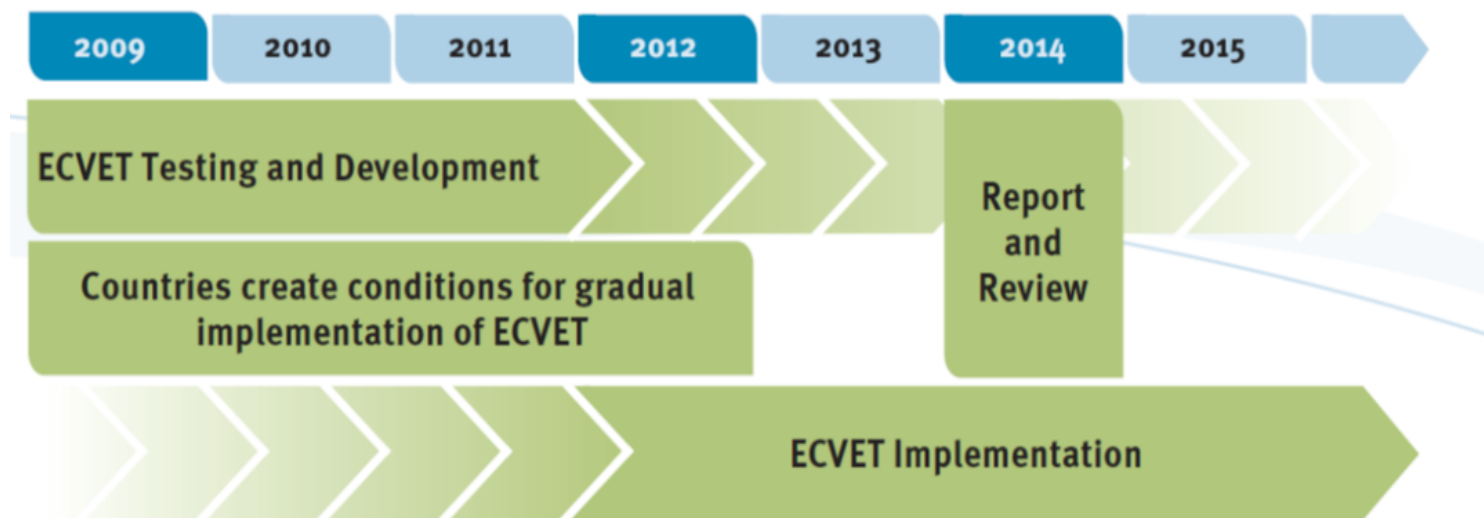 2009 2010 2011 2012 2013 2014 2015
ECVET Testing and Development
Report
and
Review
Countries create conditions for gradual
implementation of ECVET
ECVET Implementation